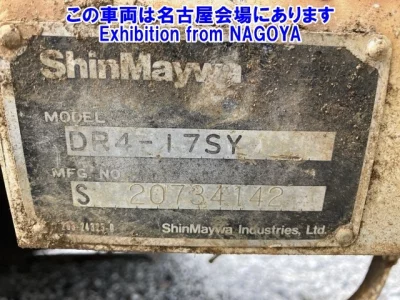 この車両は名古屋会場にあります
Exhibition from NAGOYA
ShinMaywa
MODEL
DR4-17SY
MFG NO
S 20734142
ShinMaywa Industries, Ltd.